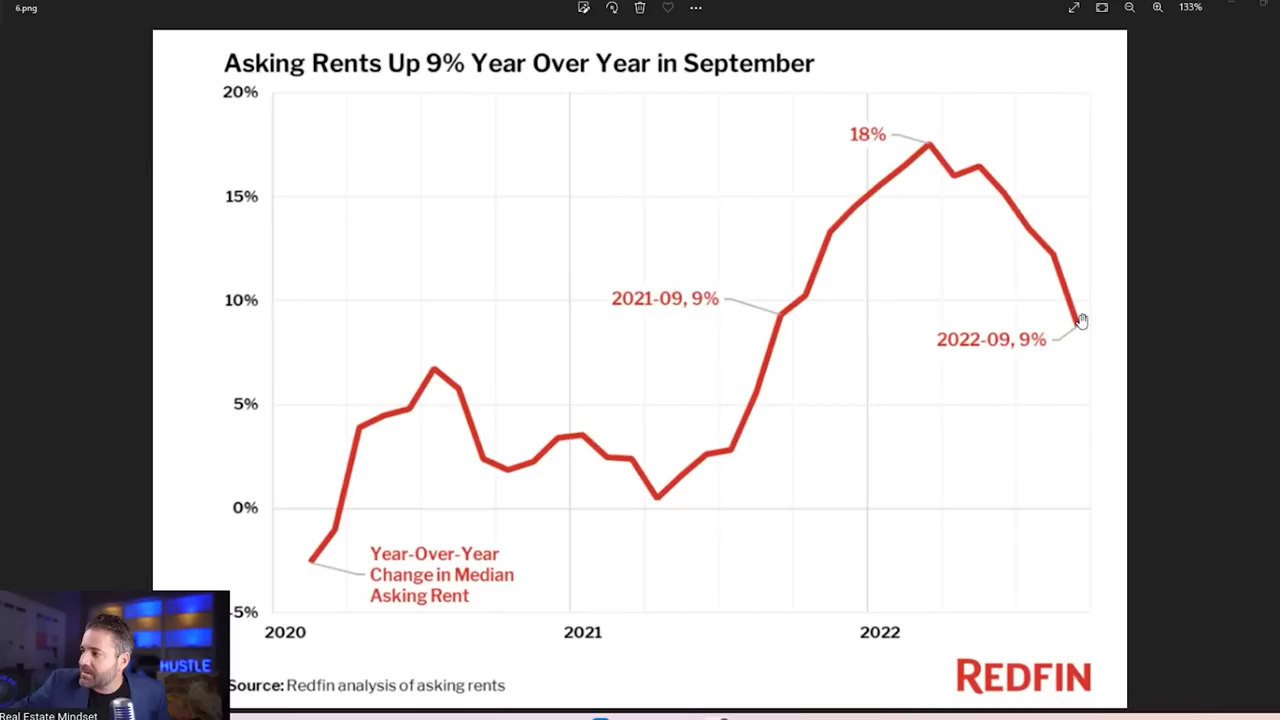 6.png
133%
Asking Rents Up 9% Year Over Year in September
20%
18%
15%
2021-09, 9%
10%
2022-09, 9%
5%
0%
Year-Over-Year
Change in Median
Asking Rent
5%
2020
2021
2022
HUSTLE
Source: Redfin analysis of asking rents
REDFIN
Real Estate Mindset